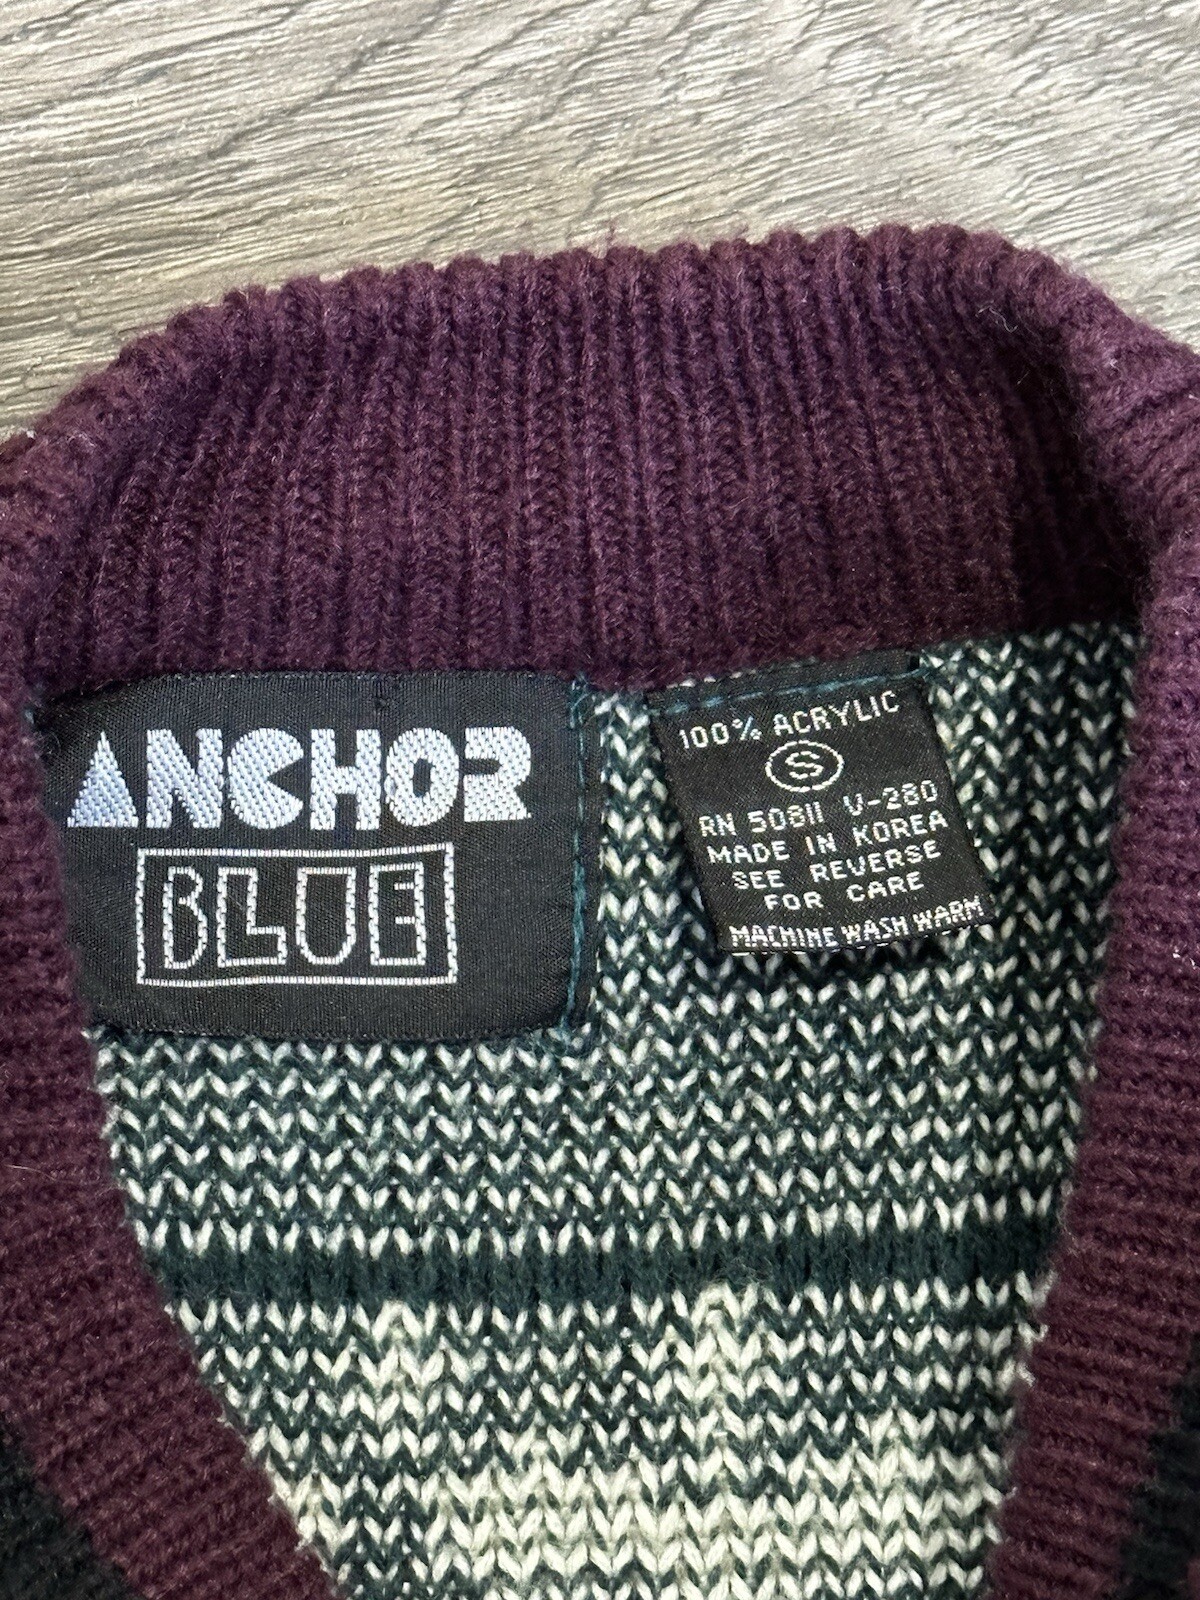 ANCHOR
BLUE
100% ACRYLIC
S
RN 50811 V-280
MADE IN KOREA
SEE REVERSE
FOR CARE
MACHINE WASH WARM